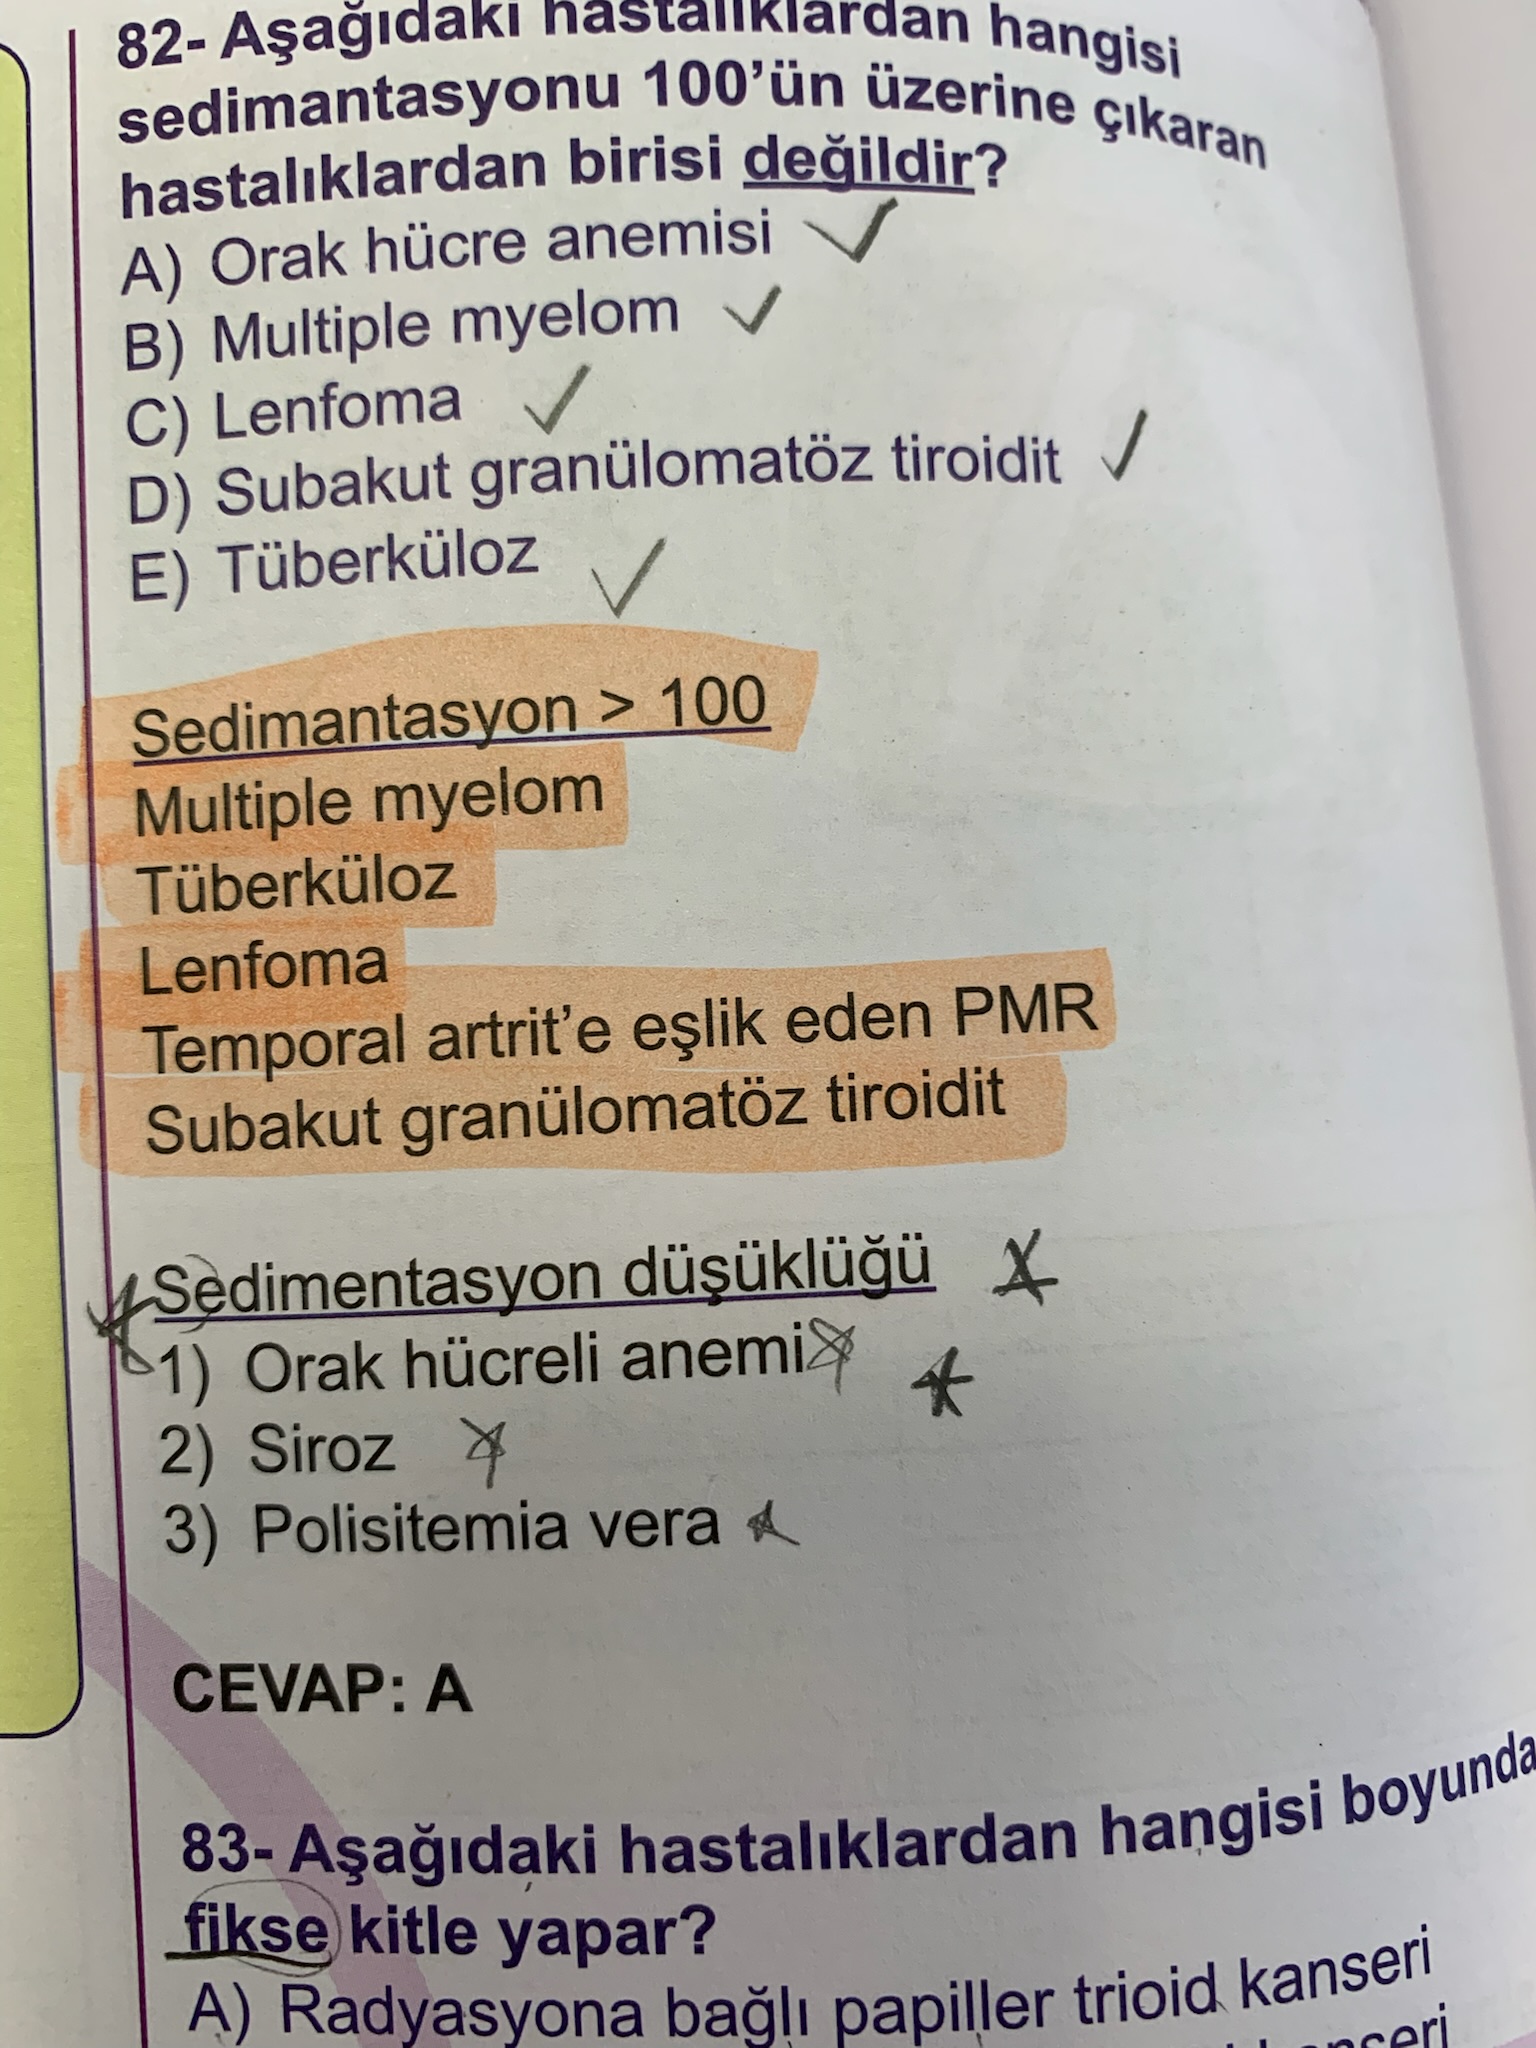 82- Aşağıdaki hastalıklardan hangisi
sedimantasyonu 100'ün üzerine çıkaran
hastalıklardan birisi değildir?
A) Orak hücre anemisi
B) Multiple myelom
C) Lenfoma
D) Subakut granülomatöz tiroidit
E) Tüberküloz
Sedimantasyon > 100
Multiple myelom
Tüberküloz
Lenfoma
Temporal artrit'e eşlik eden PMR
Subakut granülomatöz tiroidit
Sedimentasyon düşüklüğü
1) Orak hücreli anemi
2) Siroz
3) Polisitemia vera
CEVAP: A
83- Aşağıdaki hastalıklardan hangisi boyunda
fikse kitle yapar?
A) Radyasyona bağlı papiller trioid kanseri